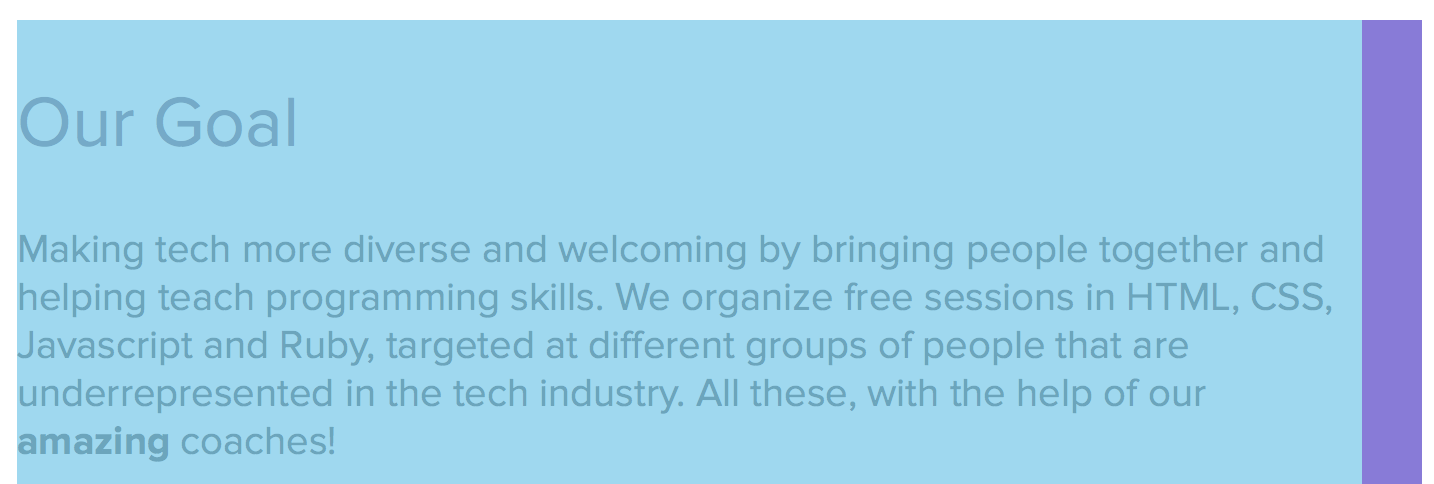 Our Goal
Making tech more diverse and welcoming by bringing people together and
helping teach programming skills. We organize free sessions in HTML, CSS,
Javascript and Ruby, targeted at different groups of people that are
underrepresented in the tech industry. All these, with the help of our
amazing coaches!